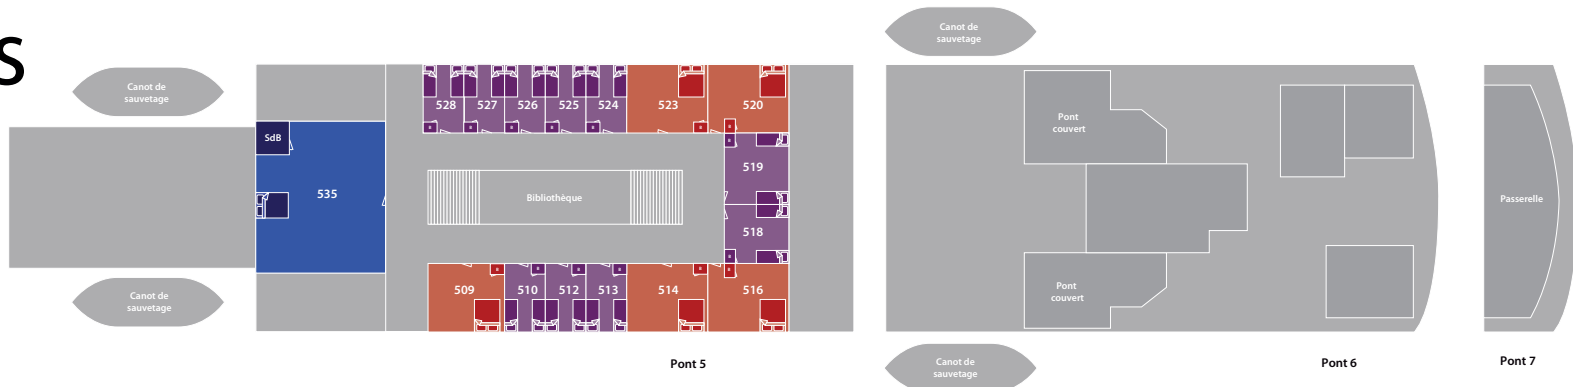 s
Canot de
sauvetage
Canot de
sauvetage
528 527 526 525 524 523 520
SdB
535
519
Bibliothèque
518
509 510 512 513 514 516
Canot de
sauvetage
Pont 5
Pont
couvert
Pont
couvert
Canot de
sauvetage
Pont 6
Passerelle
Pont 7